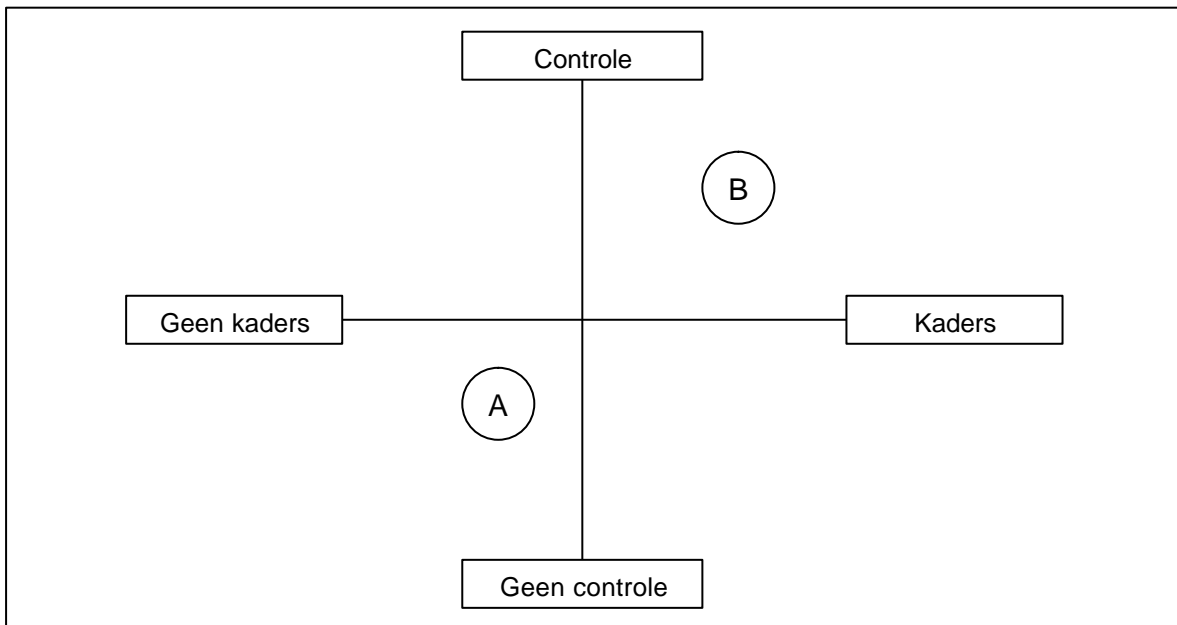 Controle
B
Geen kaders
Kaders
A
Geen controle